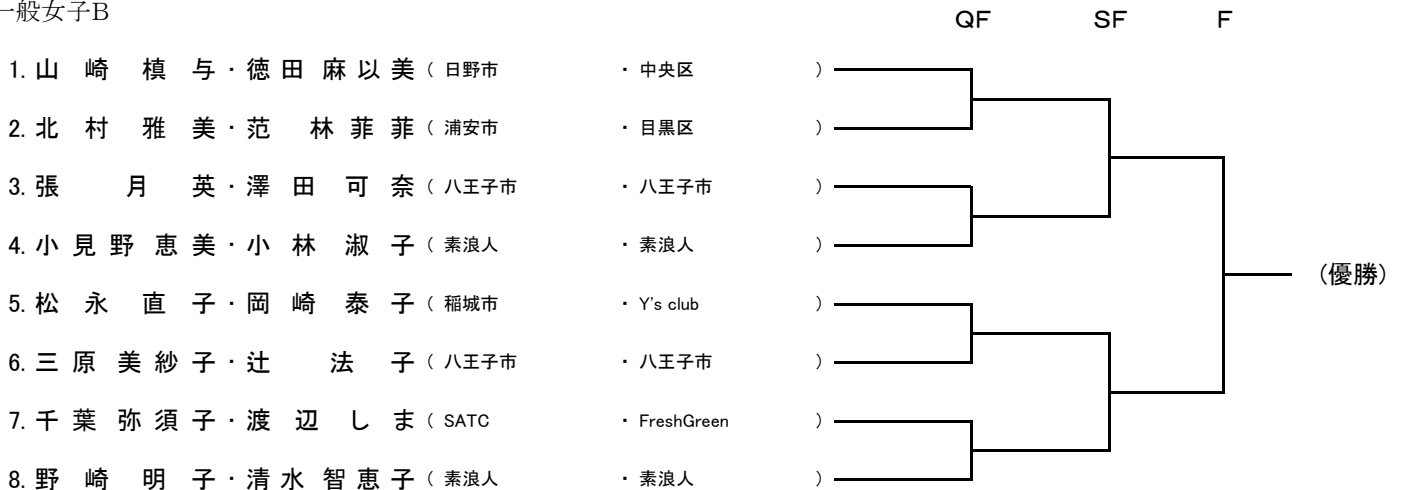 一般女子B
QF SF F
1. 山崎 槙与・徳田麻以美 ( 日野市 ・ 中央区 )
2. 北村 雅美・范 林菲菲 ( 浦安市 ・ 目黒区 )
3. 張 月英・澤田可奈 ( 八王子市 ・ 八王子市 )
4. 小見野恵美・小林 淑子 ( 素浪人 ・ 素浪人 )
(優勝)
5. 松永 直子・岡崎 泰子 ( 稲城市 ・ Y's club )
6. 三原美紗子・辻 法子 ( 八王子市 ・ 八王子市 )
7. 千葉弥須子・渡辺しま ( SATC ・ FreshGreen )
8. 野崎 明子・清水智恵子 ( 素浪人 ・ 素浪人 )